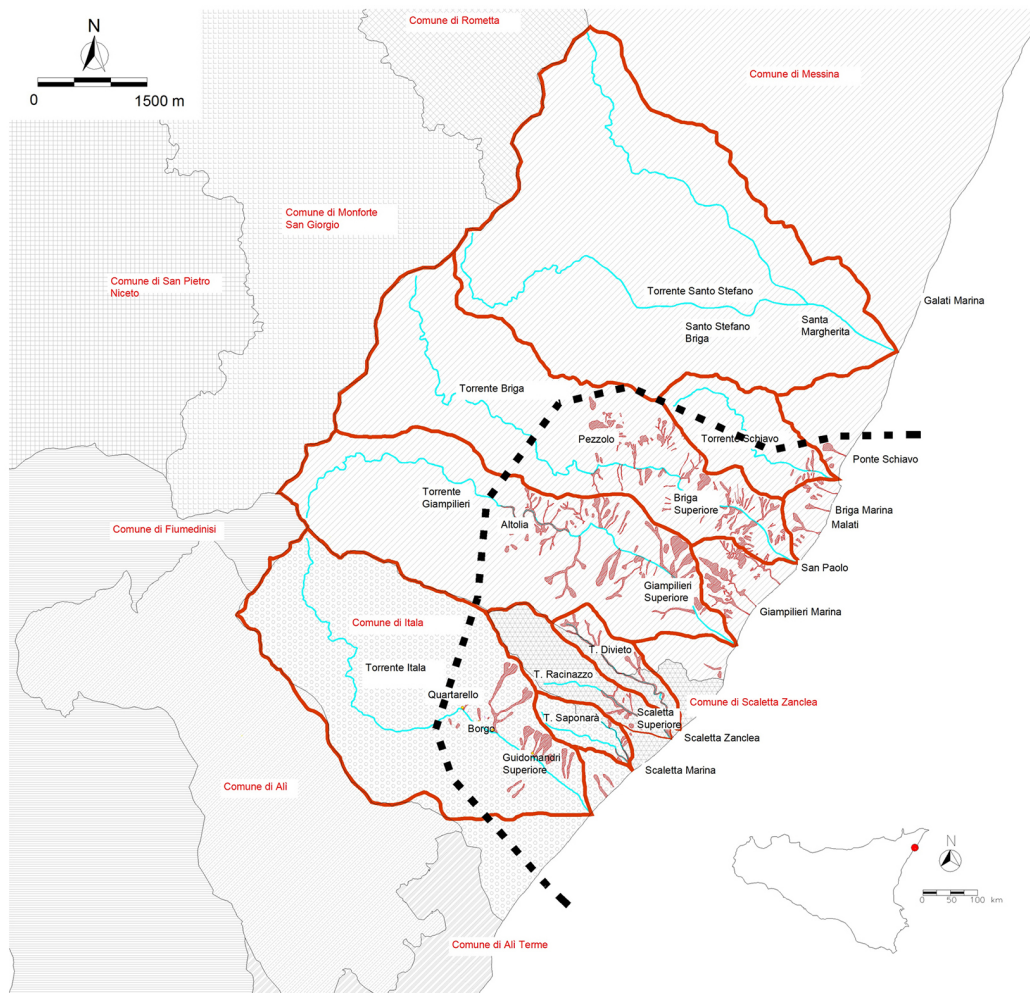 Comune di Rometta
N
Comune di Messina
0 1500 m
Comune di Monforte
San Giorgio
Comune di San Pietro
Niceto
Torrente Santo Stefano
Galati Marina
Santa
Margherita
Santo Stefano
Briga
Torrente Briga
Pezzolo
Torrente Schiavo
Ponte Schiavo
Torrente
Giampilieri
Briga
Superiore
Briga Marina
Altolia
Malati
Comune di Fiumedinisi
San Paolo
Giampilieri
Superiore
Giampilieri Marina
Comune di Itala
T. Divieto
Torrente Itala
T. Racinazzo
Quartarello
Comune di Scaletta Zanclea
T. Saponarà
Scaletta
Superiore
Borgo
Scaletta Zanclea
Guidomandri
Superiore
Scaletta Marina
Comune di Alì
N
0 50 100 km
Comune di Alì Terme